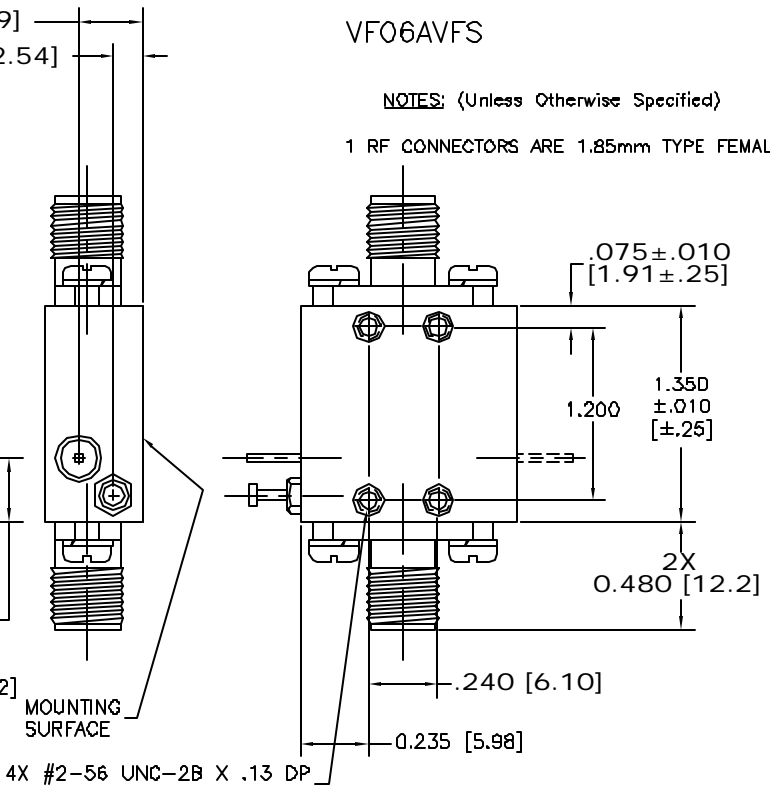 9]
2.54]
VF06AVFS
NOTES: (Unless Otherwise Specified)
1 RF CONNECTORS ARE 1.85mm TYPE FEMAL
.075±.010
[1.91±.25]
1.200
1.350
±.010
[±.25]
2X
0.480 [12.2]
.240 [6.10]
2]
MOUNTING
SURFACE
0.235 [5.98]
4X #2-56 UNC-2B X .13 DP